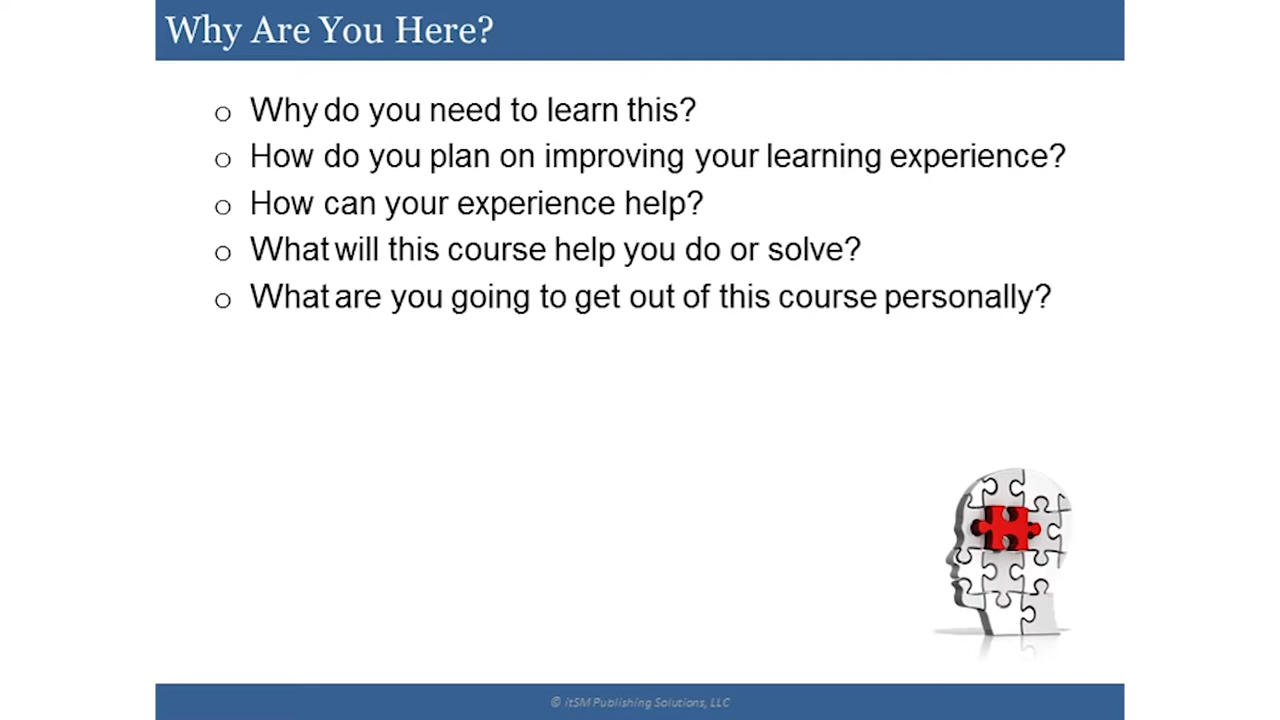 Why Are You Here?
Why do you need to learn this?
How do you plan on improving your learning experience?
How can your experience help?
What will this course help you do or solve?
What are you going to get out of this course personally?
© itSM Publishing Solutions, LLC